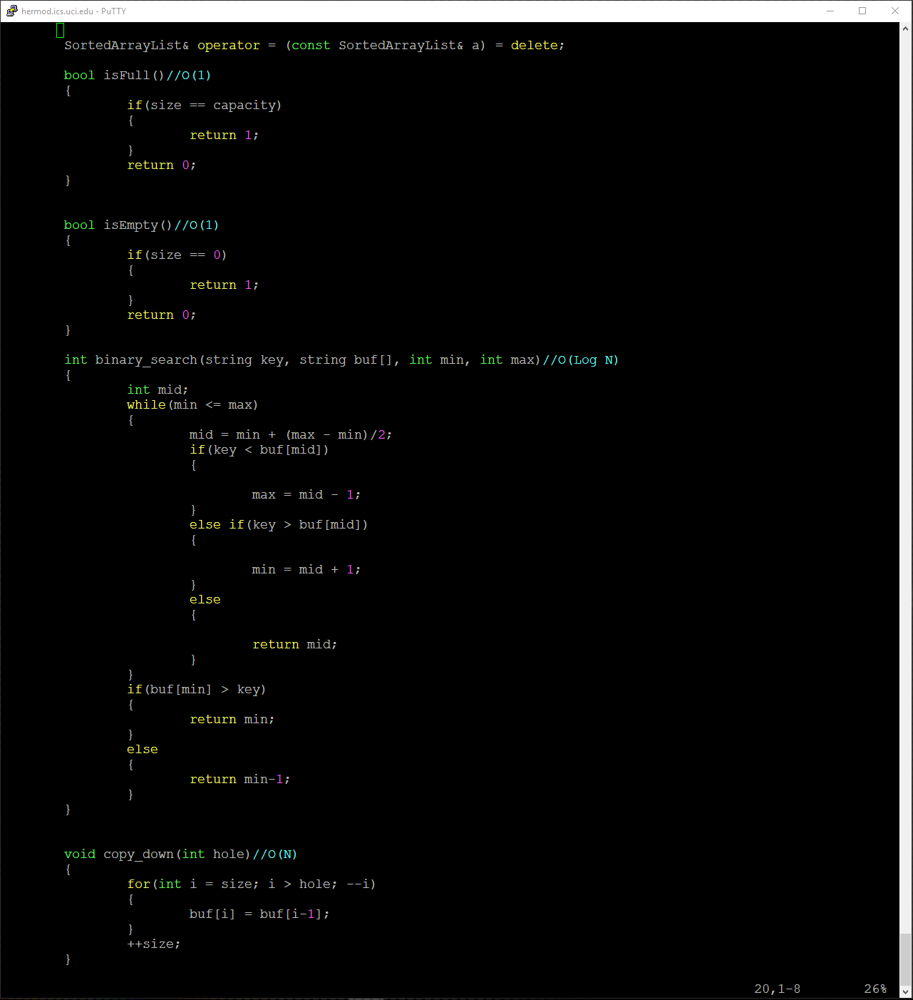 hermod.ics.uci.edu - PuTTY
SortedArrayList& operator = (const SortedArrayList& a) = delete;
bool isFull()//O(1)
{
if(size == capacity)
{
return 1;
}
return 0;
}
bool isEmpty()//O(1)
{
if(size == 0)
{
return 1;
}
return 0;
}
int binary_search(string key, string buf[], int min, int max)//O(Log N)
{
int mid;
while(min <= max)
{
mid = min + (max - min)/2;
if(key < buf[mid])
{
max = mid - 1;
}
else if(key > buf[mid])
{
min = mid + 1;
}
else
{
return mid;
}
}
if(buf[min] > key)
{
return min;
}
else
{
return min-1;
}
}
void copy_down(int hole)//O(N)
{
for(int i = size; i > hole; --i)
{
buf[i] = buf[i-1];
}
++size;
}
20,1-8 26%